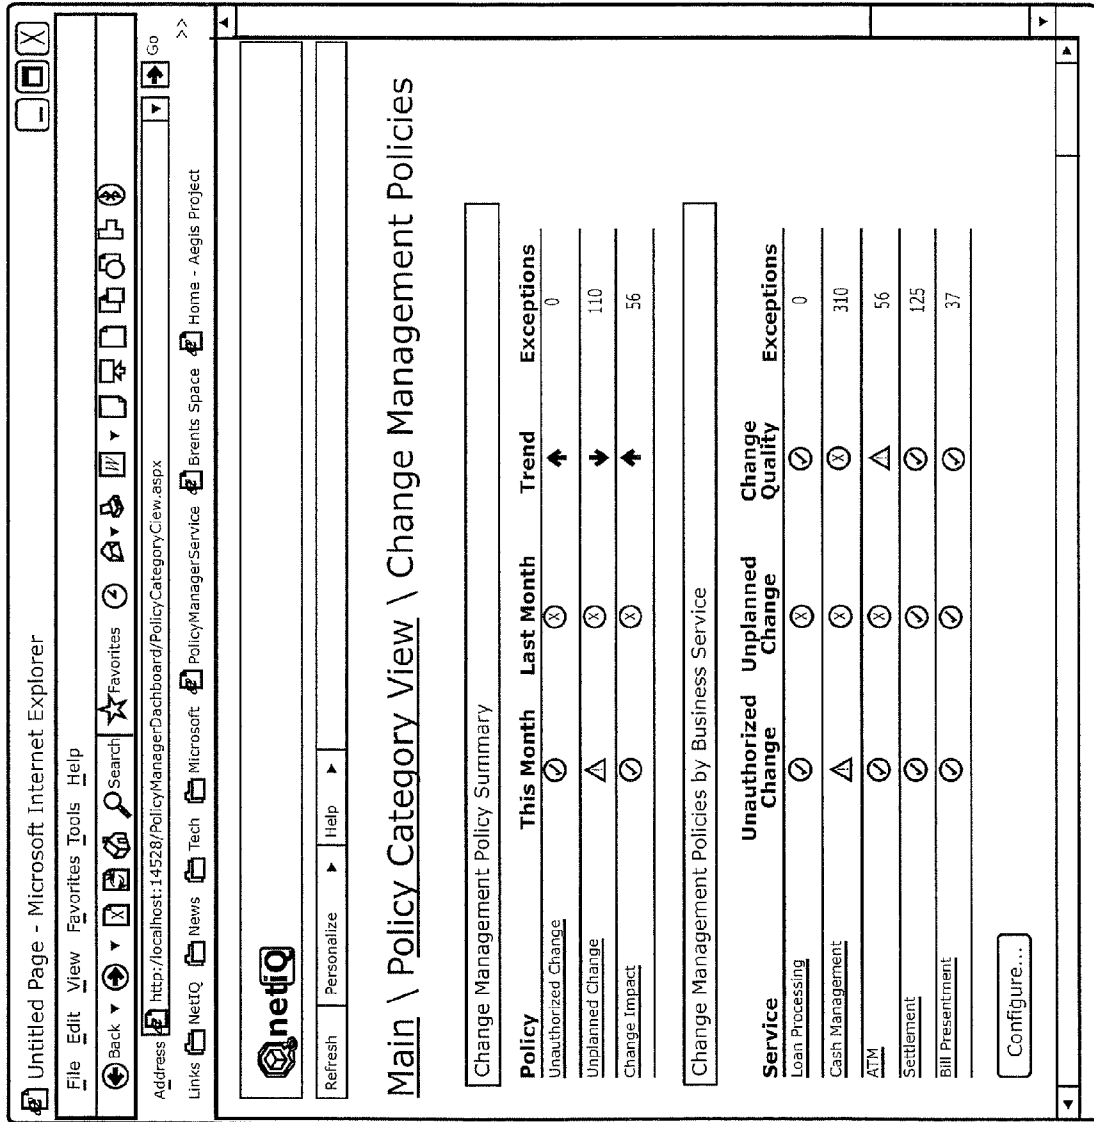 Untitled Page - Microsoft Internet Explorer
File Edit View Favorites Tools Help
Back Search Favorites
Address http:/localhost:14528/PolicyManagerDachboard/PolicyCategoryCiew.aspx Go
Links NetIQ News Tech Microsoft PolicyManagerService Brents Space Home - Aegis Project >>
netiQ
Refresh Personalize Help
Main \ Policy Category View \ Change Management Policies
Change Management Policy Summary
Policy This Month Last Month Trend Exceptions
Unauthorized Change 0
Unplanned Change 110
Change Impact 56
Change Management Policies by Business Service
Service Unauthorized Change Unplanned Change Change Quality Exceptions
Loan Processing 0
Cash Management 310
ATM 56
Settlement 125
Bill Presentment 37
Configure...